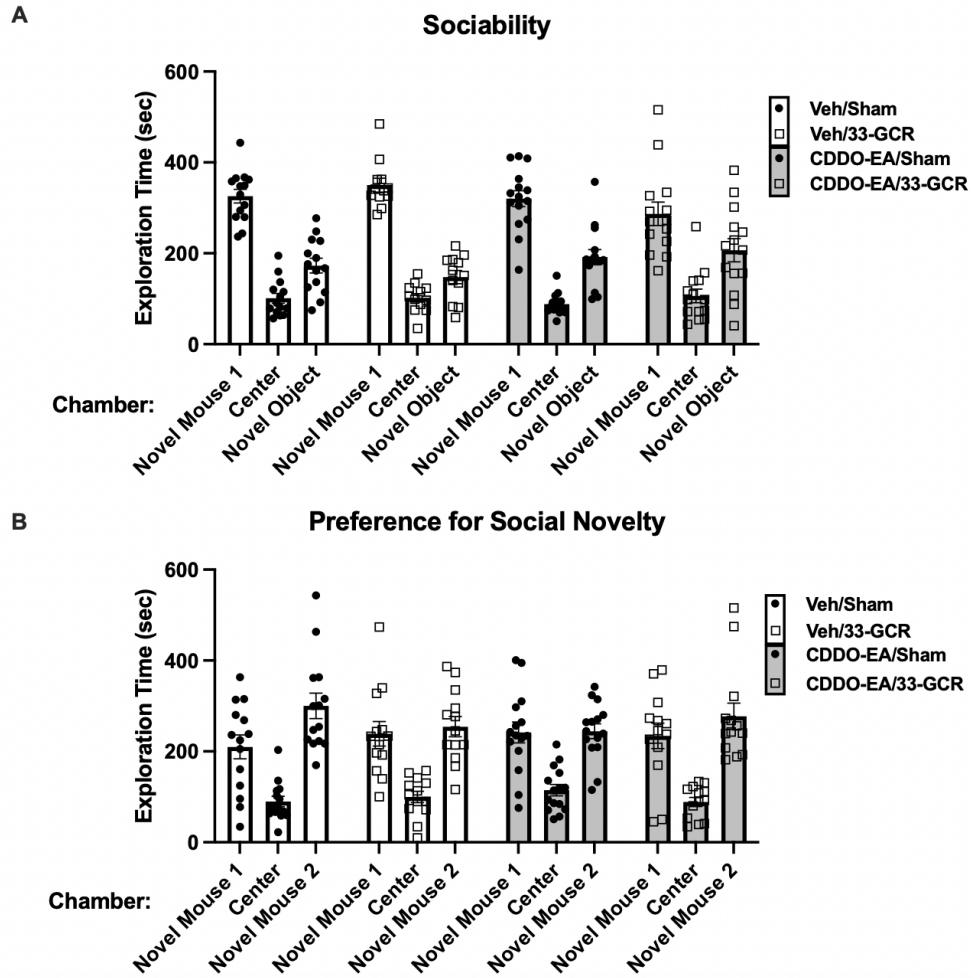 A
Sociability
Exploration Time (sec)
600
400
200
0
Veh/Sham
Veh/33-GCR
CDDO-EA/Sham
CDDO-EA/33-GCR
Chamber:
Novel Mouse 1
Center
Novel Object
Novel Mouse 1
Center
Novel Object
Novel Mouse 1
Center
Novel Object
Novel Mouse 1
Center
Novel Object
B
Preference for Social Novelty
Exploration Time (sec)
600
400
200
0
Veh/Sham
Veh/33-GCR
CDDO-EA/Sham
CDDO-EA/33-GCR
Chamber:
Novel Mouse 1
Center
Novel Mouse 2
Novel Mouse 1
Center
Novel Mouse 2
Novel Mouse 1
Center
Novel Mouse 2
Novel Mouse 1
Center
Novel Mouse 2